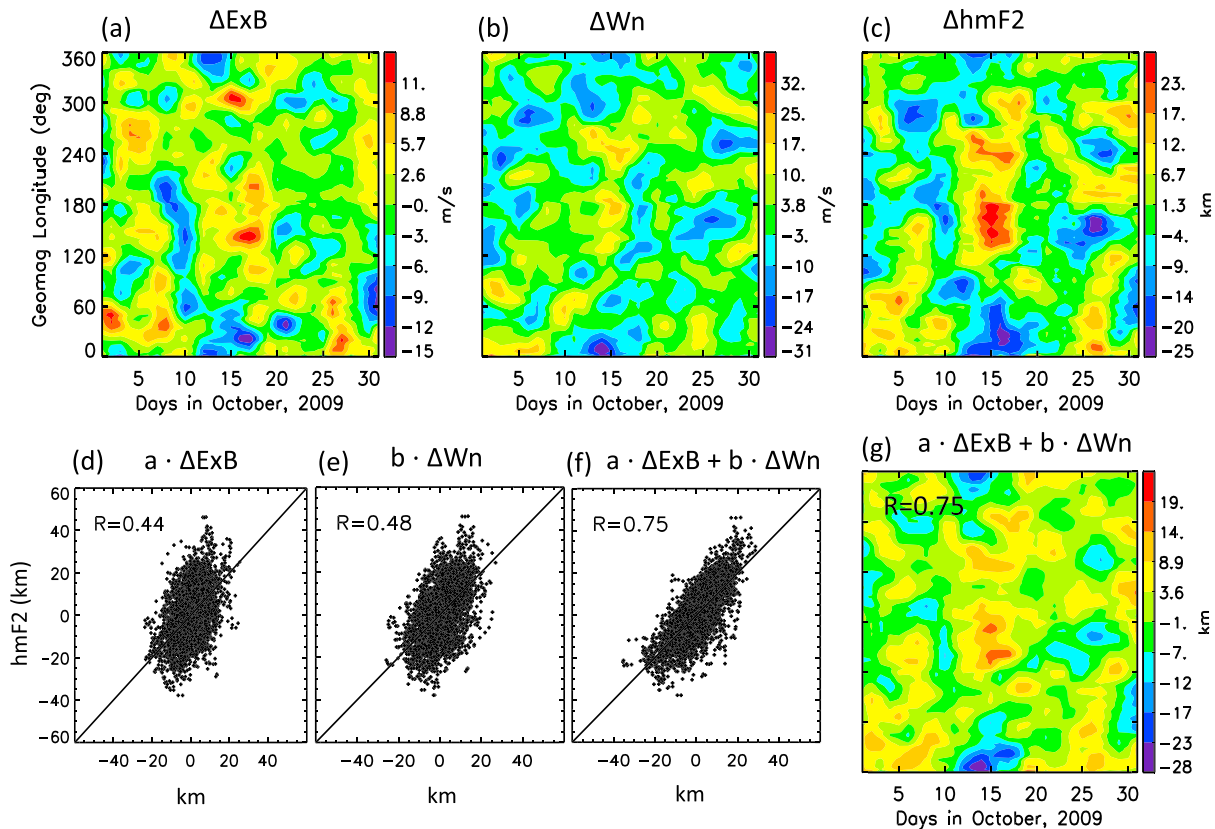 (a) ΔExB
360
300
240
180
120
60
0
Geomag Longitude (deg)
5 10 15 20 25 30
Days in October, 2009
11.
8.8
5.7
2.6
-0.
-3.
-6.
-9.
-12
-15
m/s
(b) ΔWn
5 10 15 20 25 30
Days in October, 2009
32.
25.
17.
10.
3.8
-3.
-10
-17
-24
-31
m/s
(c) ΔhmF2
5 10 15 20 25 30
Days in October, 2009
23.
17.
12.
6.7
1.3
-4.
-9.
-14
-20
-25
km
(d) a · ΔExB
R=0.44
60
40
20
0
-20
-40
-60
hmF2 (km)
-40 -20 0 20 40
km
(e) b · ΔWn
R=0.48
-40 -20 0 20 40
km
(f) a · ΔExB + b · ΔWn
R=0.75
-40 -20 0 20 40
km
(g) a · ΔExB + b · ΔWn
R=0.75
5 10 15 20 25 30
Days in October, 2009
19.
14.
8.9
3.6
-1.
-7.
-12
-17
-23
-28
km